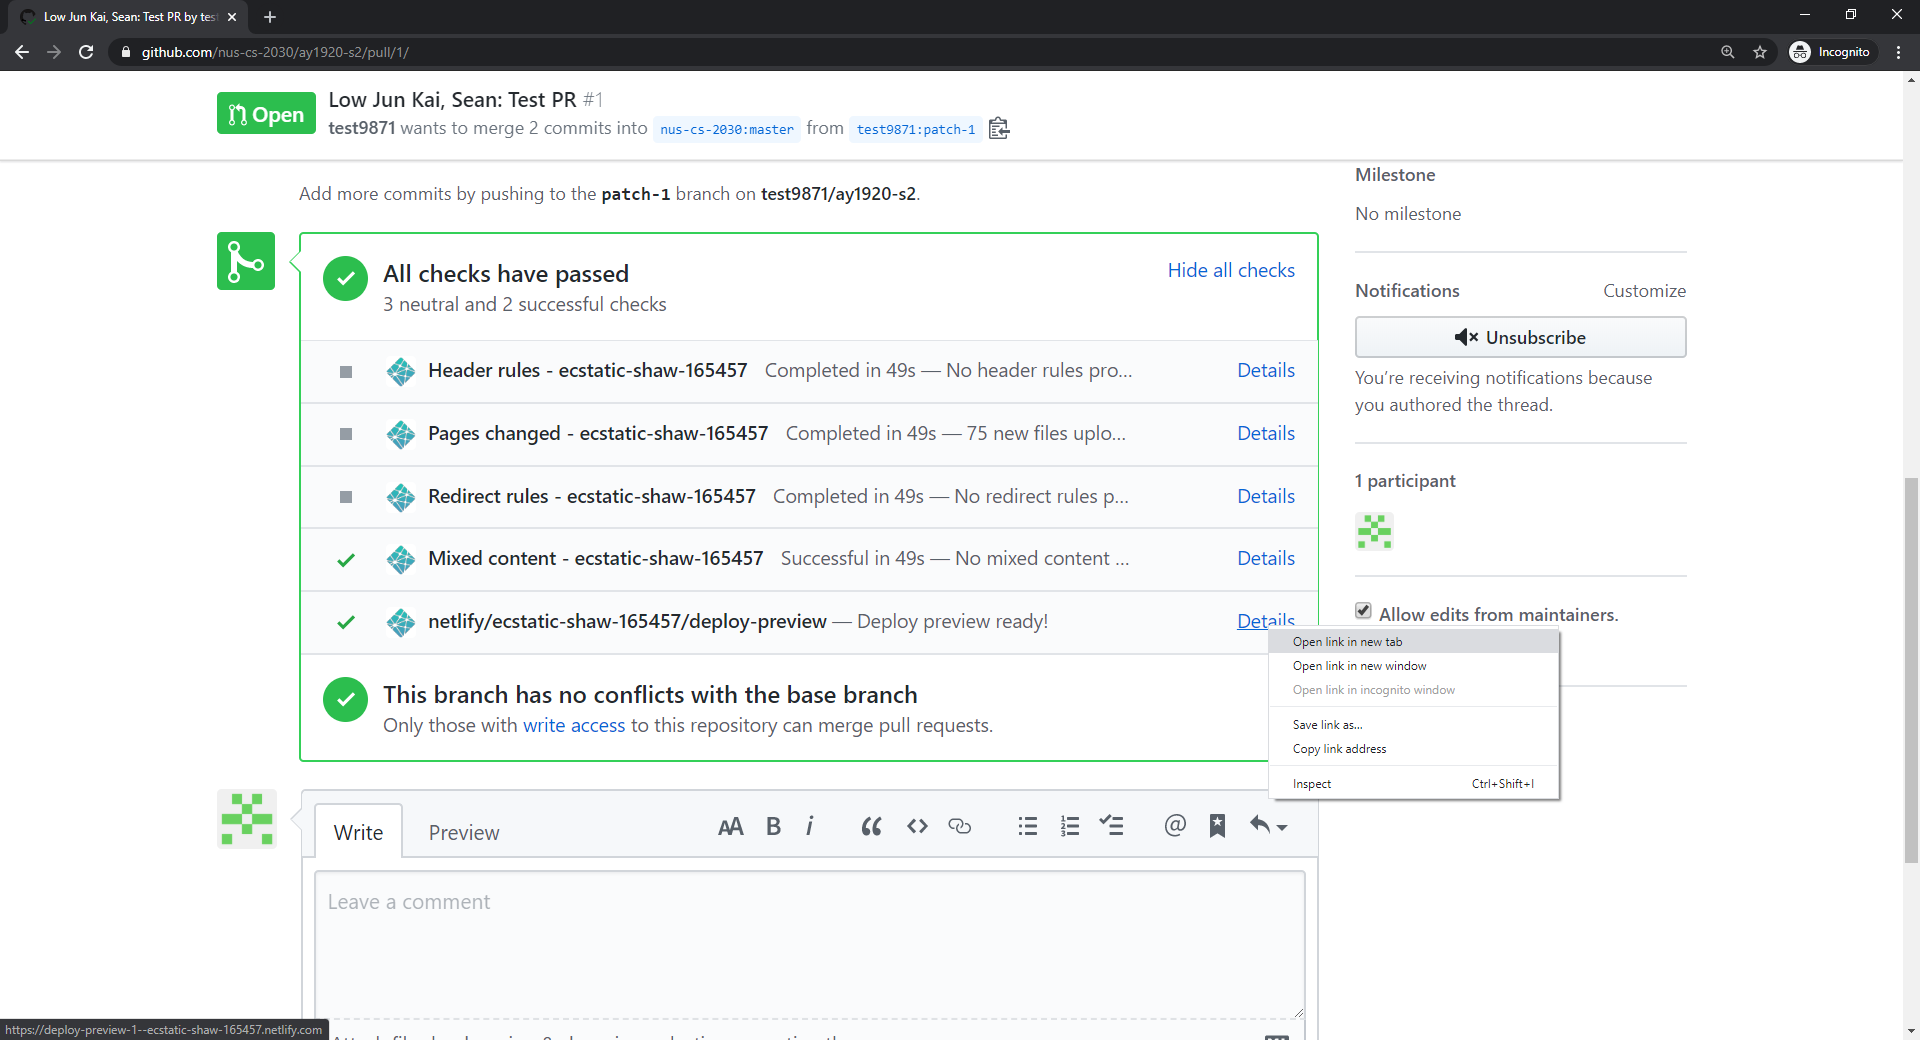 Low Jun Kai, Sean: Test PR by tes
github.com/nus-cs-2030/ay1920-s2/pull/1/
Incognito
Open
Low Jun Kai, Sean: Test PR #1
test9871 wants to merge 2 commits into nus-cs-2030:master from test9871:patch-1
Add more commits by pushing to the patch-1 branch on test9871/ay1920-s2.
All checks have passed
3 neutral and 2 successful checks
Hide all checks
Header rules - ecstatic-shaw-165457 Completed in 49s — No header rules pro... Details
Pages changed - ecstatic-shaw-165457 Completed in 49s — 75 new files uplo... Details
Redirect rules - ecstatic-shaw-165457 Completed in 49s — No redirect rules p... Details
Mixed content - ecstatic-shaw-165457 Successful in 49s — No mixed content ... Details
netlify/ecstatic-shaw-165457/deploy-preview — Deploy preview ready! Details
This branch has no conflicts with the base branch
Only those with write access to this repository can merge pull requests.
Milestone
No milestone
Notifications Customize
Unsubscribe
You're receiving notifications because
you authored the thread.
1 participant
Allow edits from maintainers.
Open link in new tab
Open link in new window
Open link in incognito window
Save link as...
Copy link address
Inspect Ctrl+Shift+I
Write Preview
Leave a comment
https://deploy-preview-1--ecstatic-shaw-165457.netlify.com